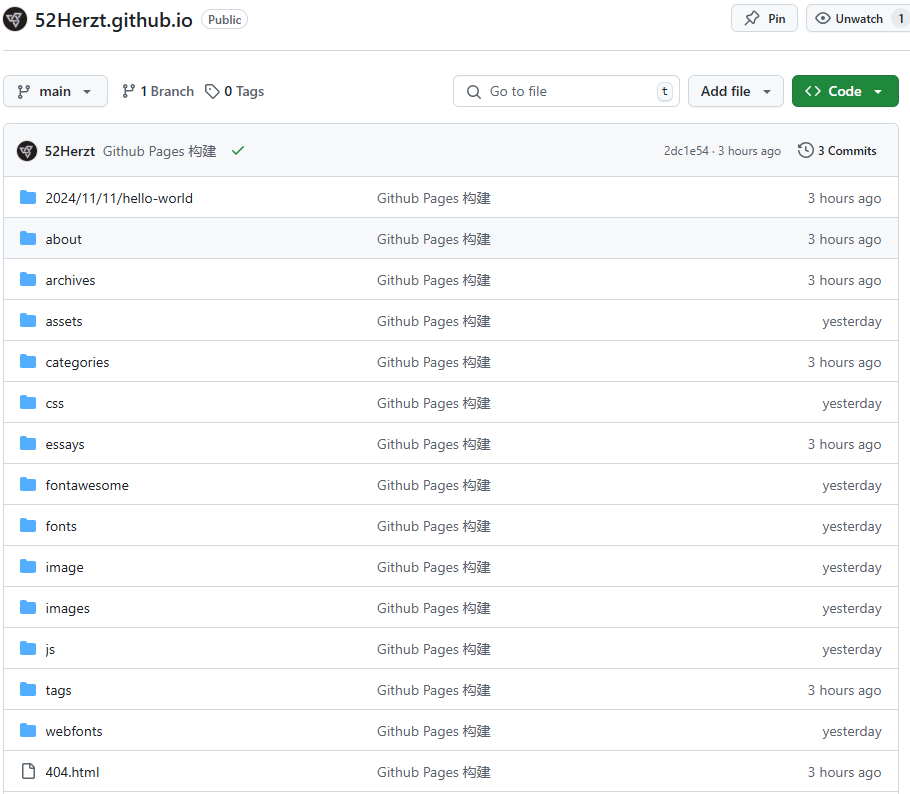 52Herzt.github.io Public Pin Unwatch 1
main 1 Branch 0 Tags Go to file t Add file Code
52Herzt Github Pages 构建 2dc1e54 · 3 hours ago 3 Commits
2024/11/11/hello-world Github Pages 构建 3 hours ago
about Github Pages 构建 3 hours ago
archives Github Pages 构建 3 hours ago
assets Github Pages 构建 yesterday
categories Github Pages 构建 3 hours ago
css Github Pages 构建 yesterday
essays Github Pages 构建 3 hours ago
fontawesome Github Pages 构建 yesterday
fonts Github Pages 构建 yesterday
image Github Pages 构建 yesterday
images Github Pages 构建 yesterday
js Github Pages 构建 yesterday
tags Github Pages 构建 3 hours ago
webfonts Github Pages 构建 yesterday
404.html Github Pages 构建 3 hours ago